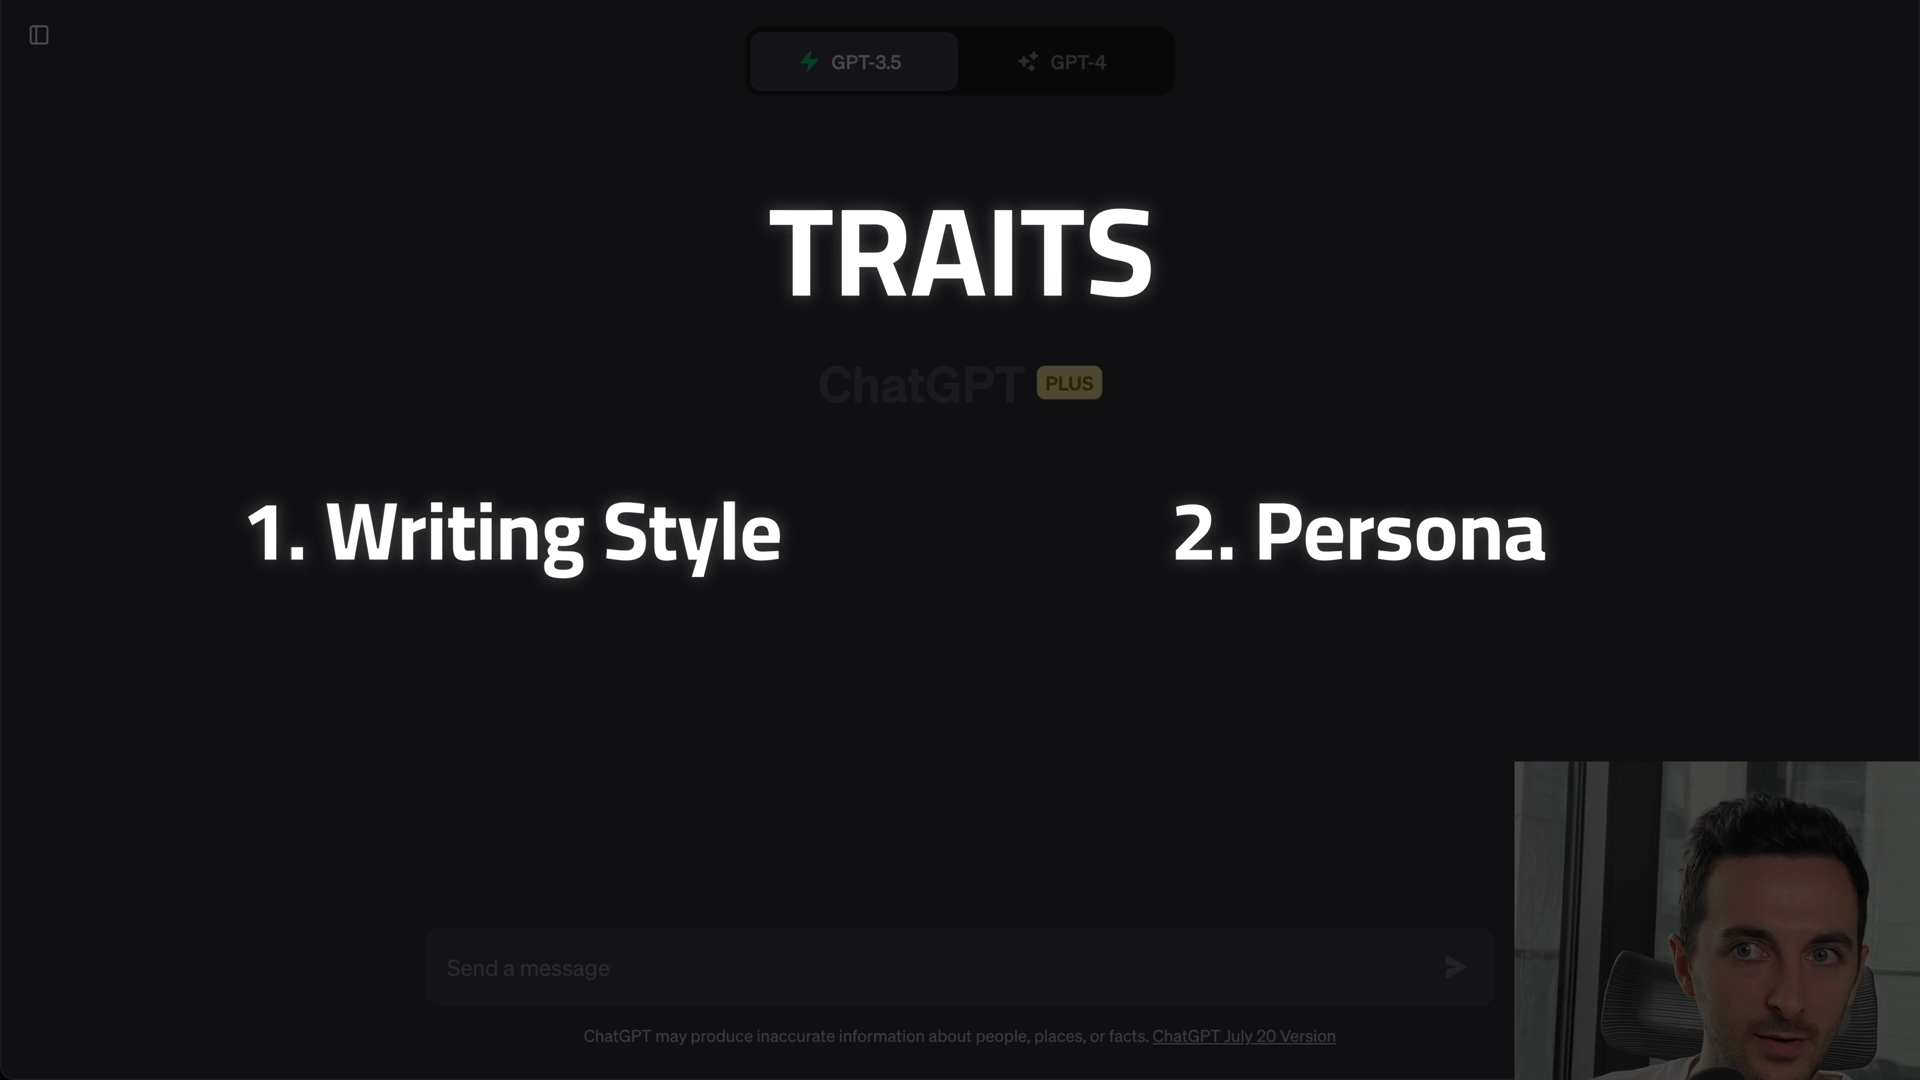 GPT-3.5 GPT-4
TRAITS
ChatGPT PLUS
1. Writing Style 2. Persona
Send a message
ChatGPT may produce inaccurate information about people, places, or facts. ChatGPT July 20 Version